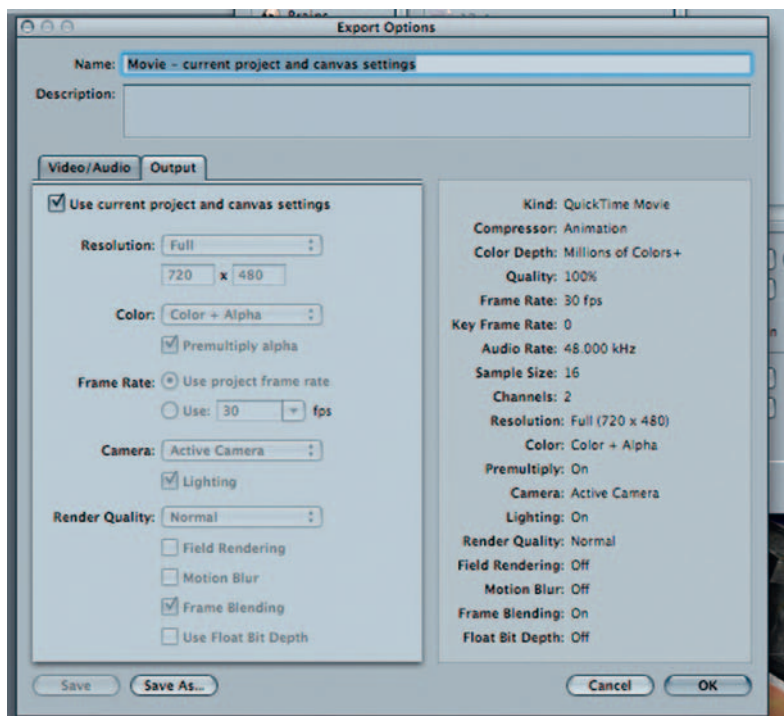 Brains
Export Options
Name: Movie – current project and canvas settings
Description:
Video/Audio Output
Use current project and canvas settings
Resolution: Full
720 x 480
Color: Color + Alpha
Premultiply alpha
Frame Rate: Use project frame rate
Use: 30 fps
Camera: Active Camera
Lighting
Render Quality: Normal
Field Rendering
Motion Blur
Frame Blending
Use Float Bit Depth
Kind: QuickTime Movie
Compressor: Animation
Color Depth: Millions of Colors+
Quality: 100%
Frame Rate: 30 fps
Key Frame Rate: 0
Audio Rate: 48.000 kHz
Sample Size: 16
Channels: 2
Resolution: Full (720 x 480)
Color: Color + Alpha
Premultiply: On
Camera: Active Camera
Lighting: On
Render Quality: Normal
Field Rendering: Off
Motion Blur: Off
Frame Blending: On
Float Bit Depth: Off
Save Save As... Cancel OK